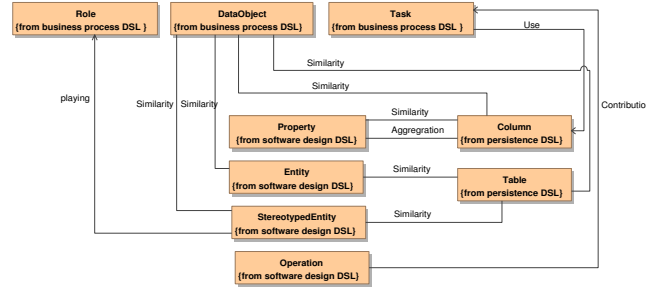 Role
{from business process DSL }
DataObject
{from business process DSL }
Task
{from business process DSL }
Use
Similarity
Similarity
playing
Similarity
Similarity
Contributio
Property
{from software design DSL}
Similarity
Aggregration
Column
{from persistence DSL}
Entity
{from software design DSL}
Similarity
Table
{from persistence DSL}
StereotypedEntity
{from software design DSL}
Similarity
Operation
{from software design DSL}